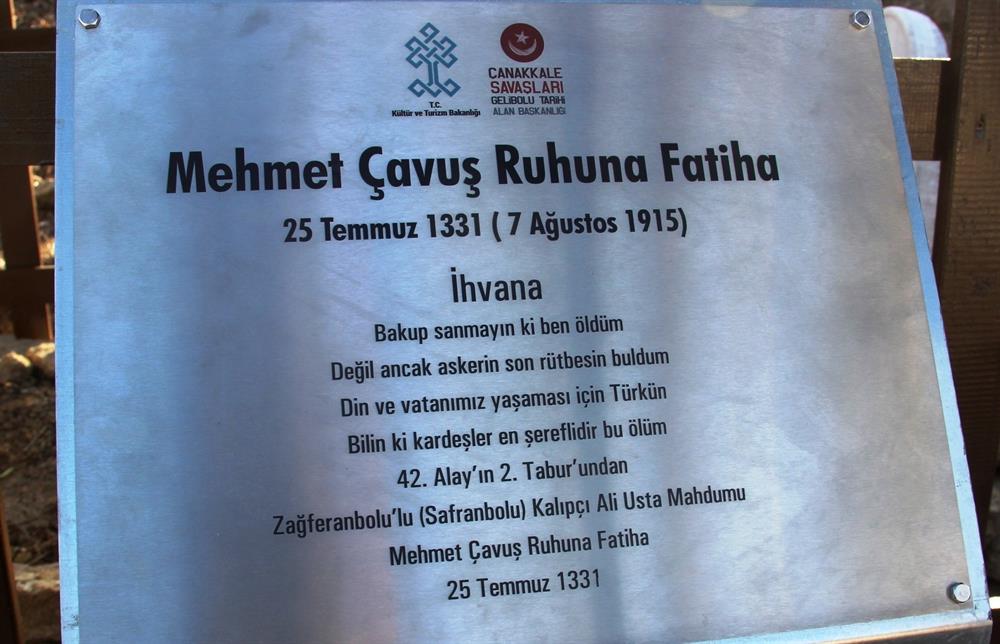 T.C.
Kültür ve Turizm Bakanlığı
ÇANAKKALE
SAVAŞLARI
GELİBOLU TARİHİ
ALAN BAŞKANLIĞI
Mehmet Çavuş Ruhuna Fatiha
25 Temmuz 1331 ( 7 Ağustos 1915)
İhvana
Bakup sanmayın ki ben öldüm
Değil ancak askerin son rütbesin buldum
Din ve vatanımız yaşaması için Türkün
Bilin ki kardeşler en şereflidir bu ölüm
42. Alay'ın 2. Tabur'undan
Zağferanbolu'lu (Safranbolu) Kalıpçı Ali Usta Mahdumu
Mehmet Çavuş Ruhuna Fatiha
25 Temmuz 1331